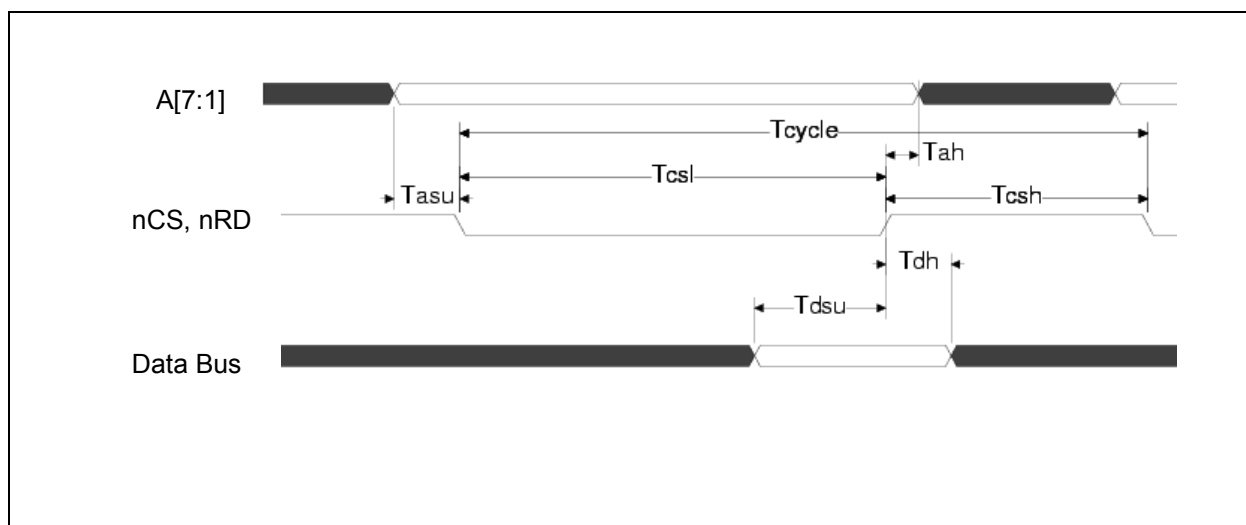 A[7:1]
Tcycle
Tah
Tcsl
Tasu
Tcsh
nCS, nRD
Tdh
Tdsu
Data Bus